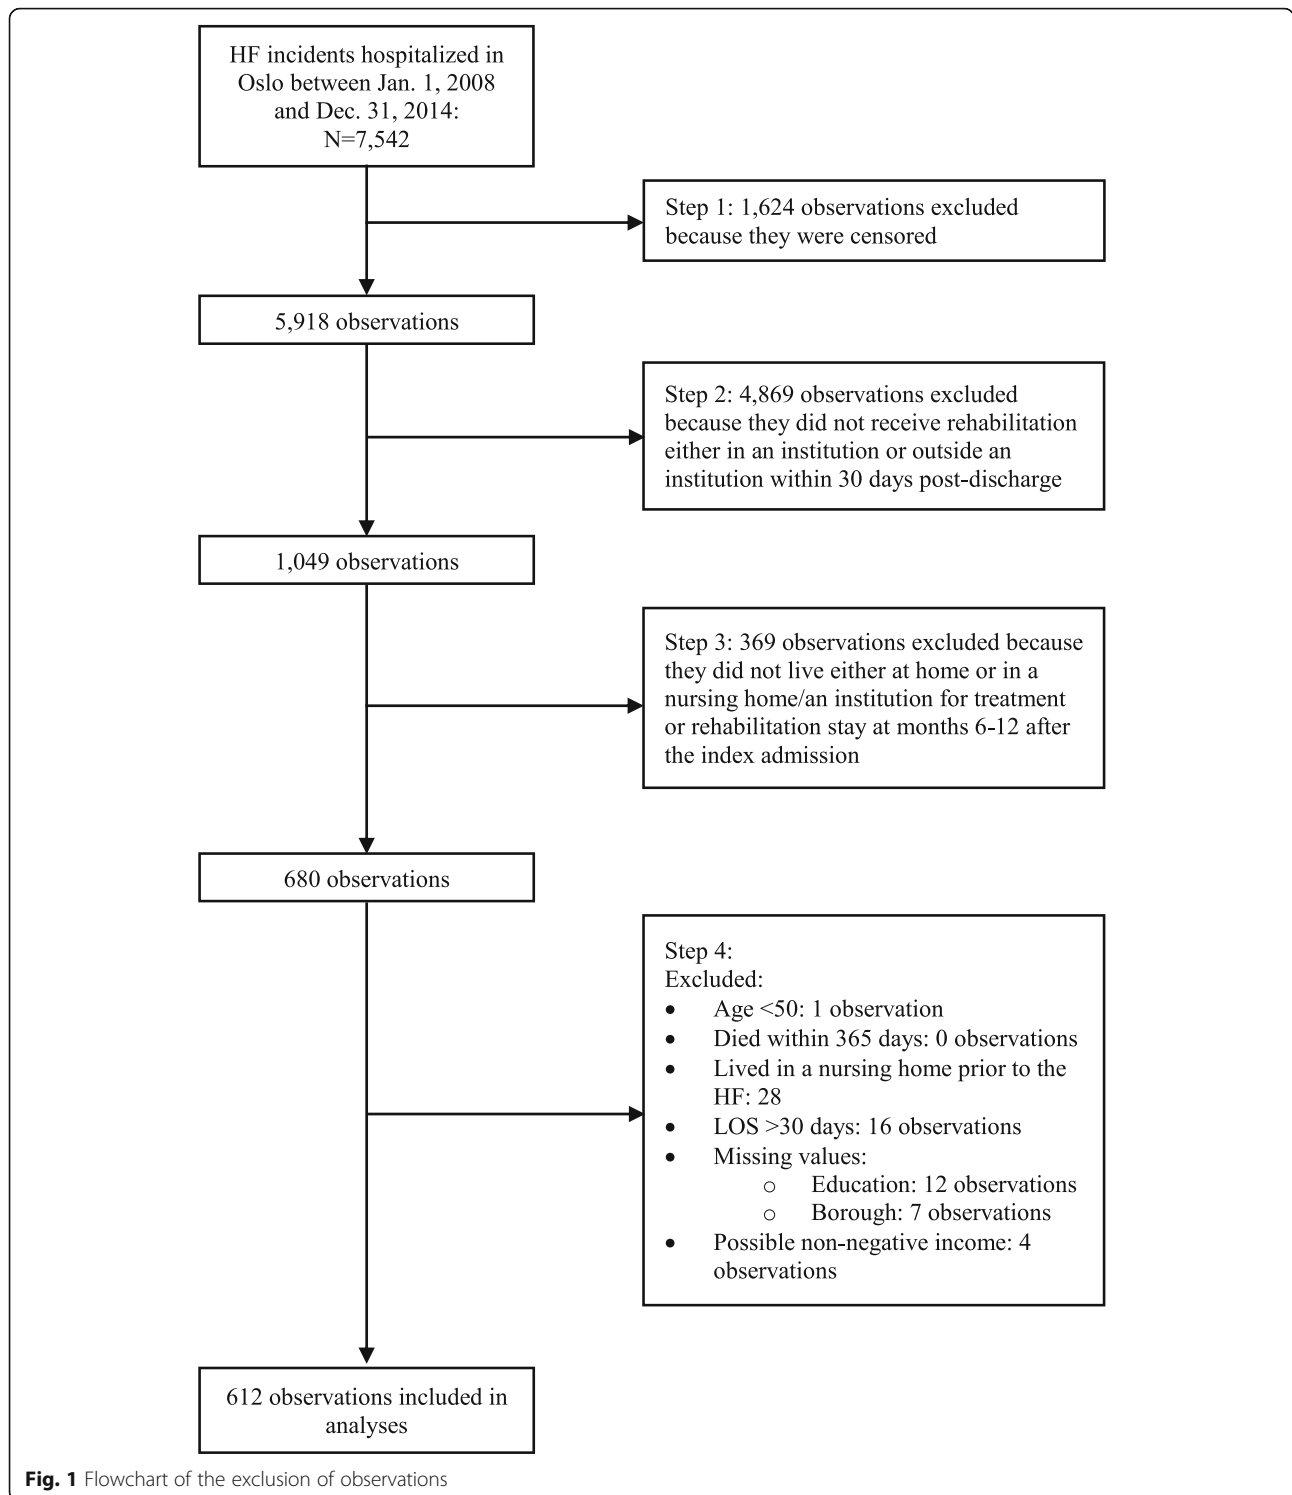 HF incidents hospitalized in
Oslo between Jan. 1, 2008
and Dec. 31, 2014:
N=7,542
Step 1: 1,624 observations excluded
because they were censored
5,918 observations
Step 2: 4,869 observations excluded
because they did not receive rehabilitation
either in an institution or outside an
institution within 30 days post-discharge
1,049 observations
Step 3: 369 observations excluded because
they did not live either at home or in a
nursing home/an institution for treatment
or rehabilitation stay at months 6-12 after
the index admission
680 observations
Step 4:
Excluded:
• Age <50: 1 observation
• Died within 365 days: 0 observations
• Lived in a nursing home prior to the
HF: 28
• LOS >30 days: 16 observations
• Missing values:
o Education: 12 observations
o Borough: 7 observations
• Possible non-negative income: 4
observations
612 observations included in
analyses
Fig. 1 Flowchart of the exclusion of observations